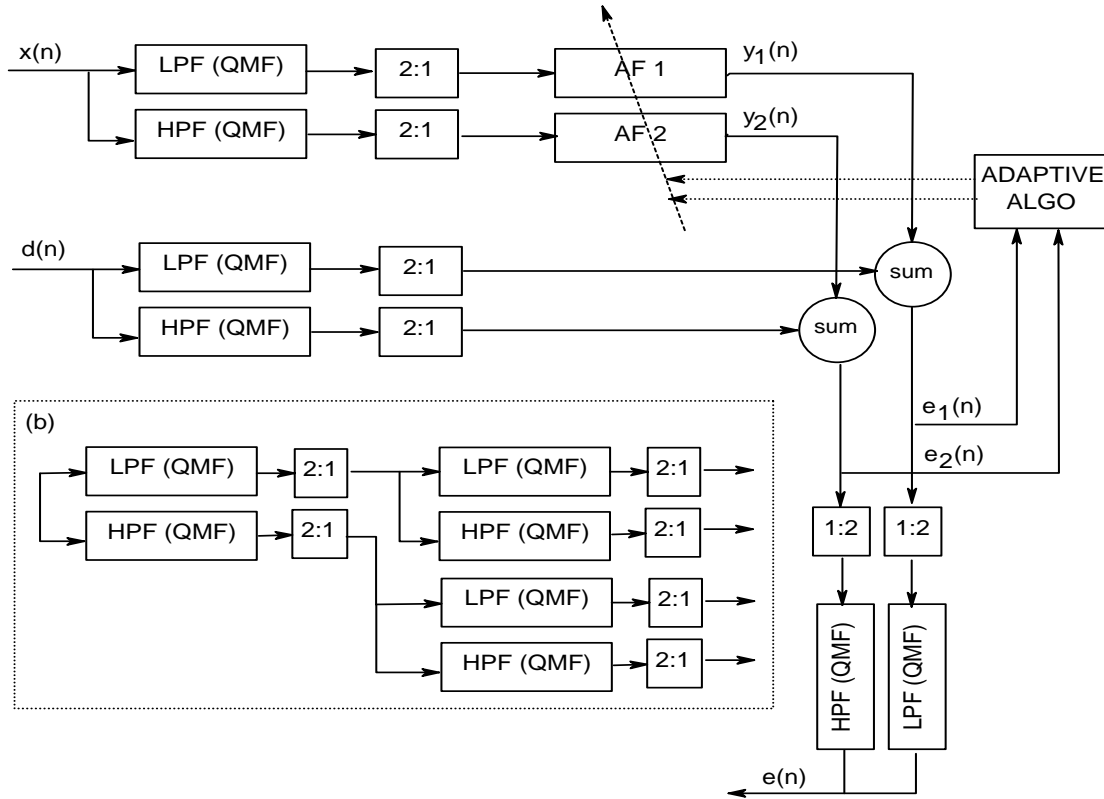 x(n)
LPF (QMF)
2:1
AF 1
y1(n)
HPF (QMF)
2:1
AF 2
y2(n)
ADAPTIVE
ALGO
d(n)
LPF (QMF)
2:1
sum
HPF (QMF)
2:1
sum
e1(n)
e2(n)
(b)
LPF (QMF)
2:1
LPF (QMF)
2:1
HPF (QMF)
2:1
HPF (QMF)
2:1
LPF (QMF)
2:1
HPF (QMF)
2:1
1:2
1:2
HPF (QMF)
LPF (QMF)
e(n)